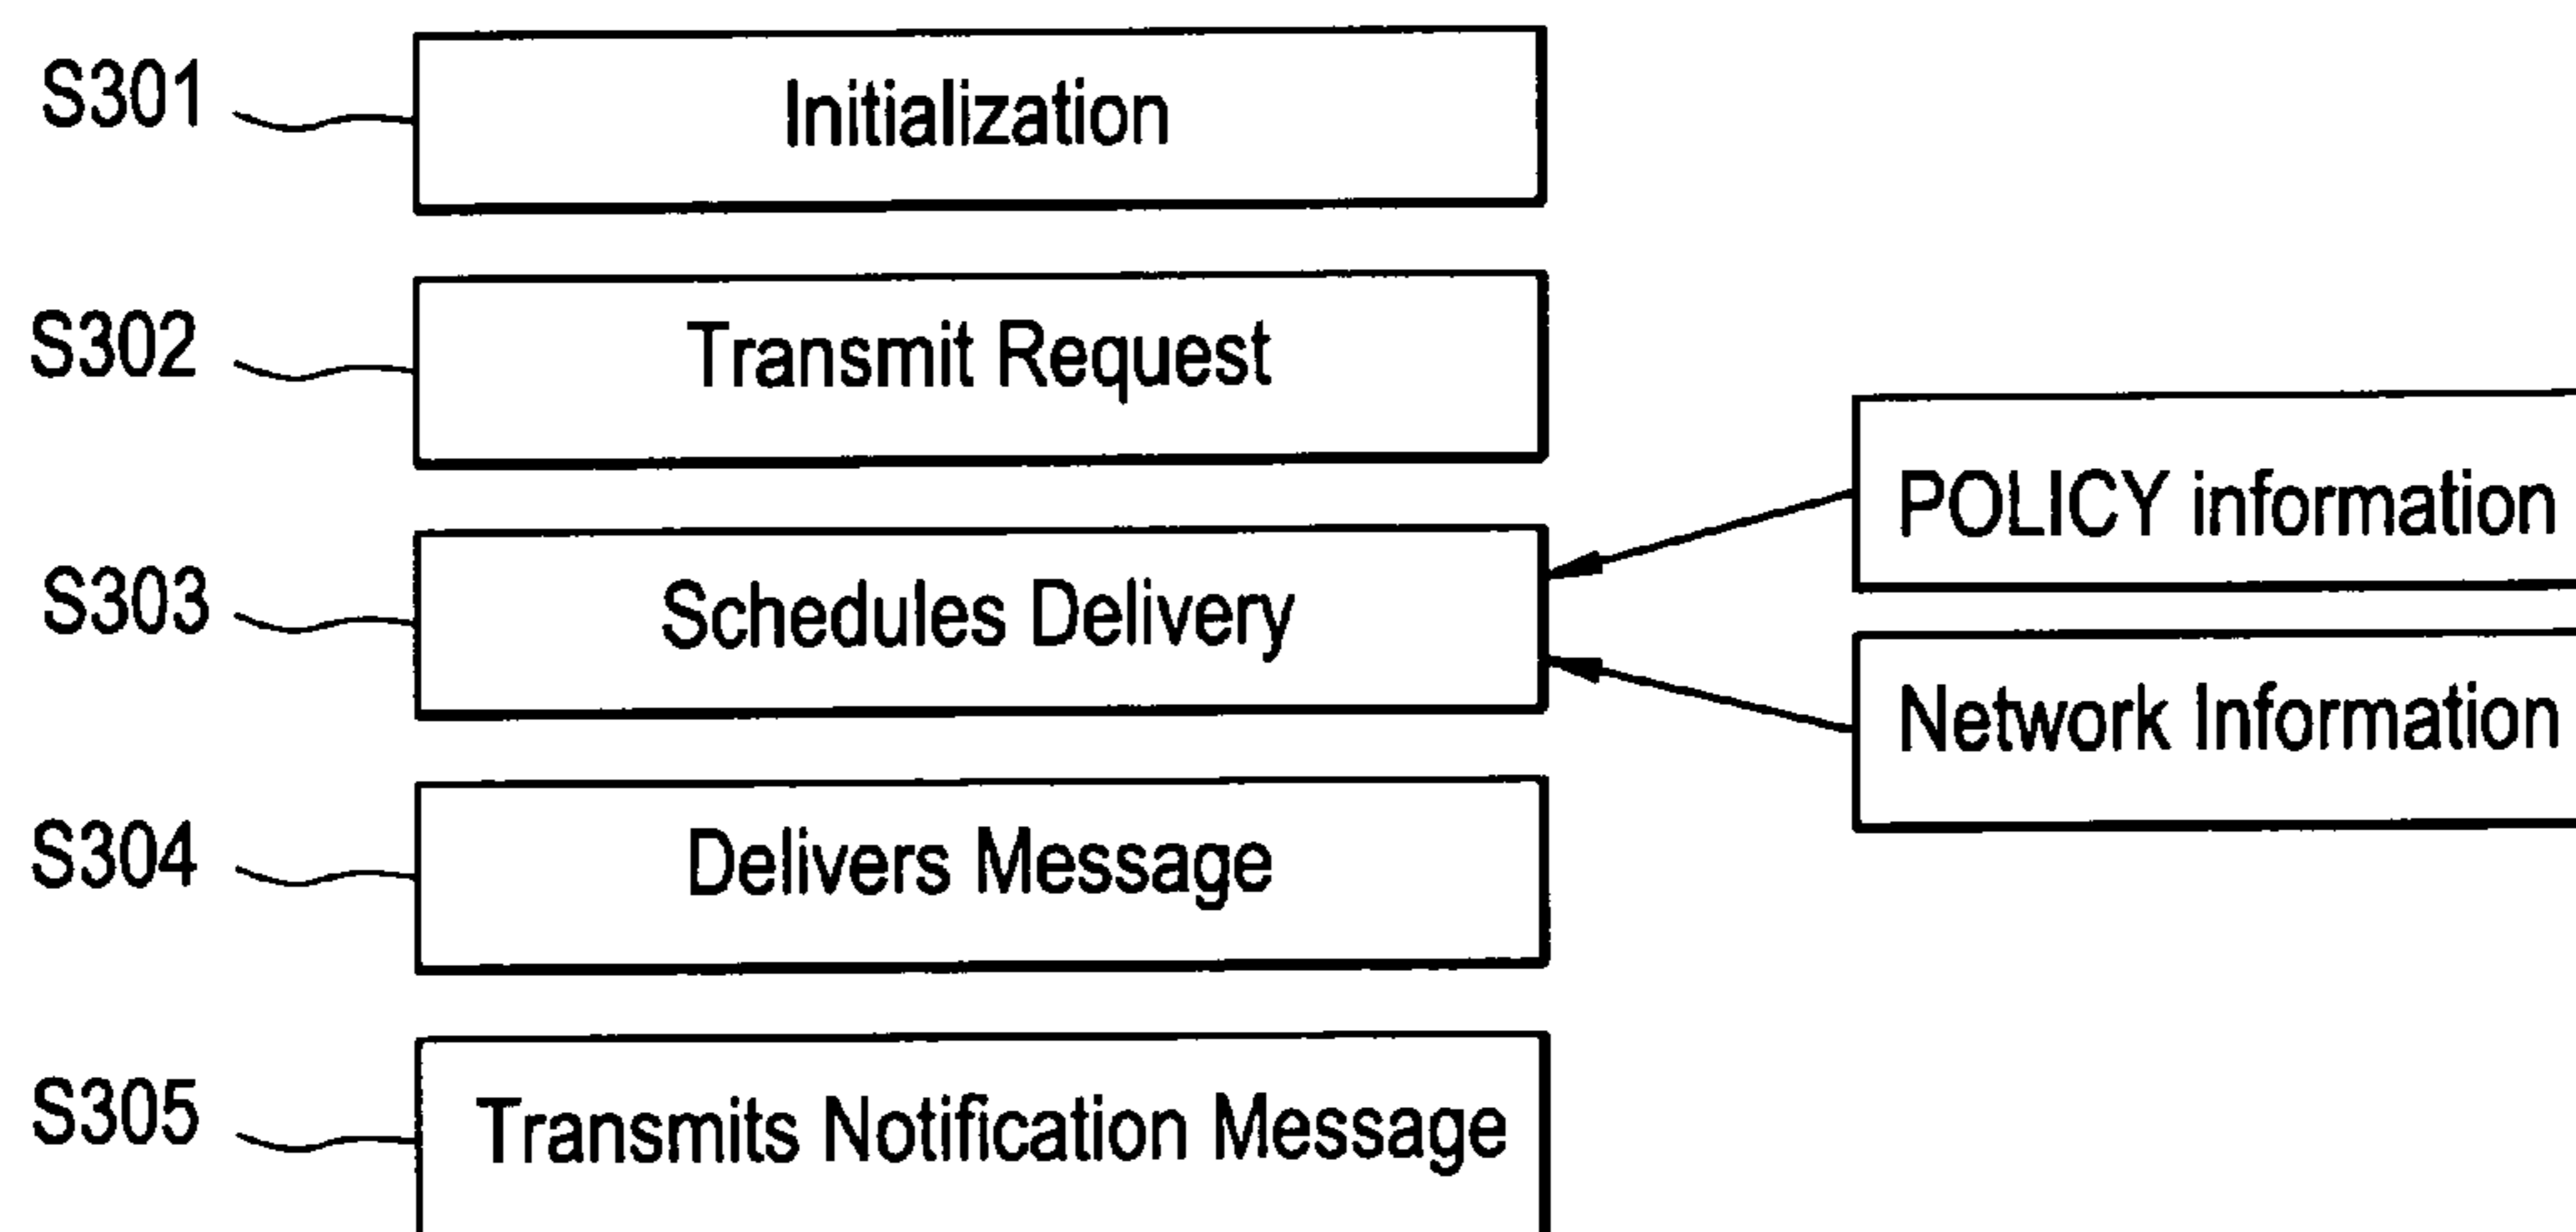 S301
Initialization
S302
Transmit Request
S303
Schedules Delivery
POLICY information
Network Information
S304
Delivers Message
S305
Transmits Notification Message